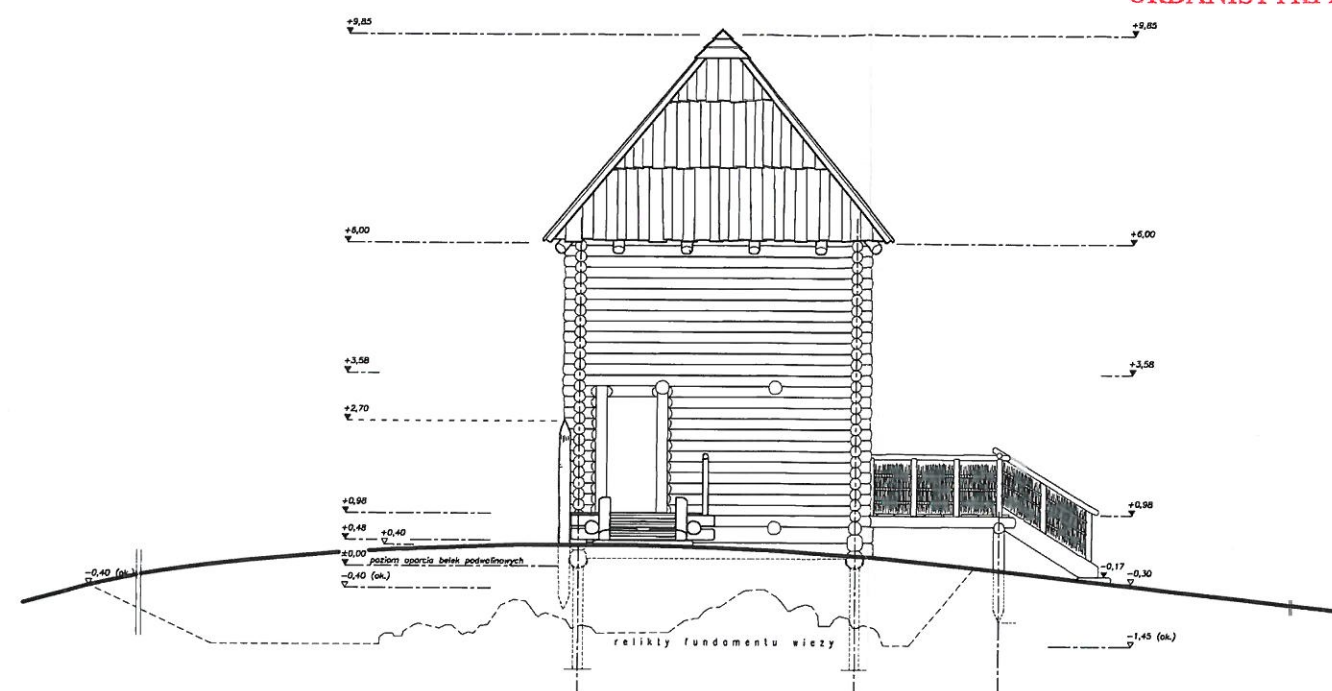 +9,85
+9,85
+6,00
+6,00
+3,58
+3,58
+2,70
+0,98
+0,98
+0,48
+0,40
±0,00
poziom oparcia belek podwalinowych
-0,40 (ok.)
-0,40 (ok.)
-0,17
-0,30
relikty fundamentu wieży
-1,45 (ok.)